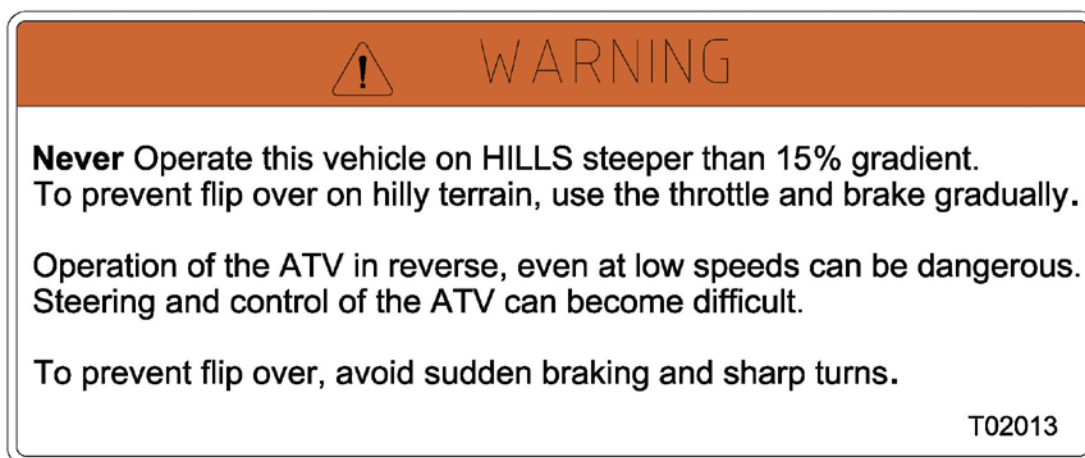 WARNING
Never Operate this vehicle on HILLS steeper than 15% gradient.
To prevent flip over on hilly terrain, use the throttle and brake gradually.
Operation of the ATV in reverse, even at low speeds can be dangerous.
Steering and control of the ATV can become difficult.
To prevent flip over, avoid sudden braking and sharp turns.
T02013